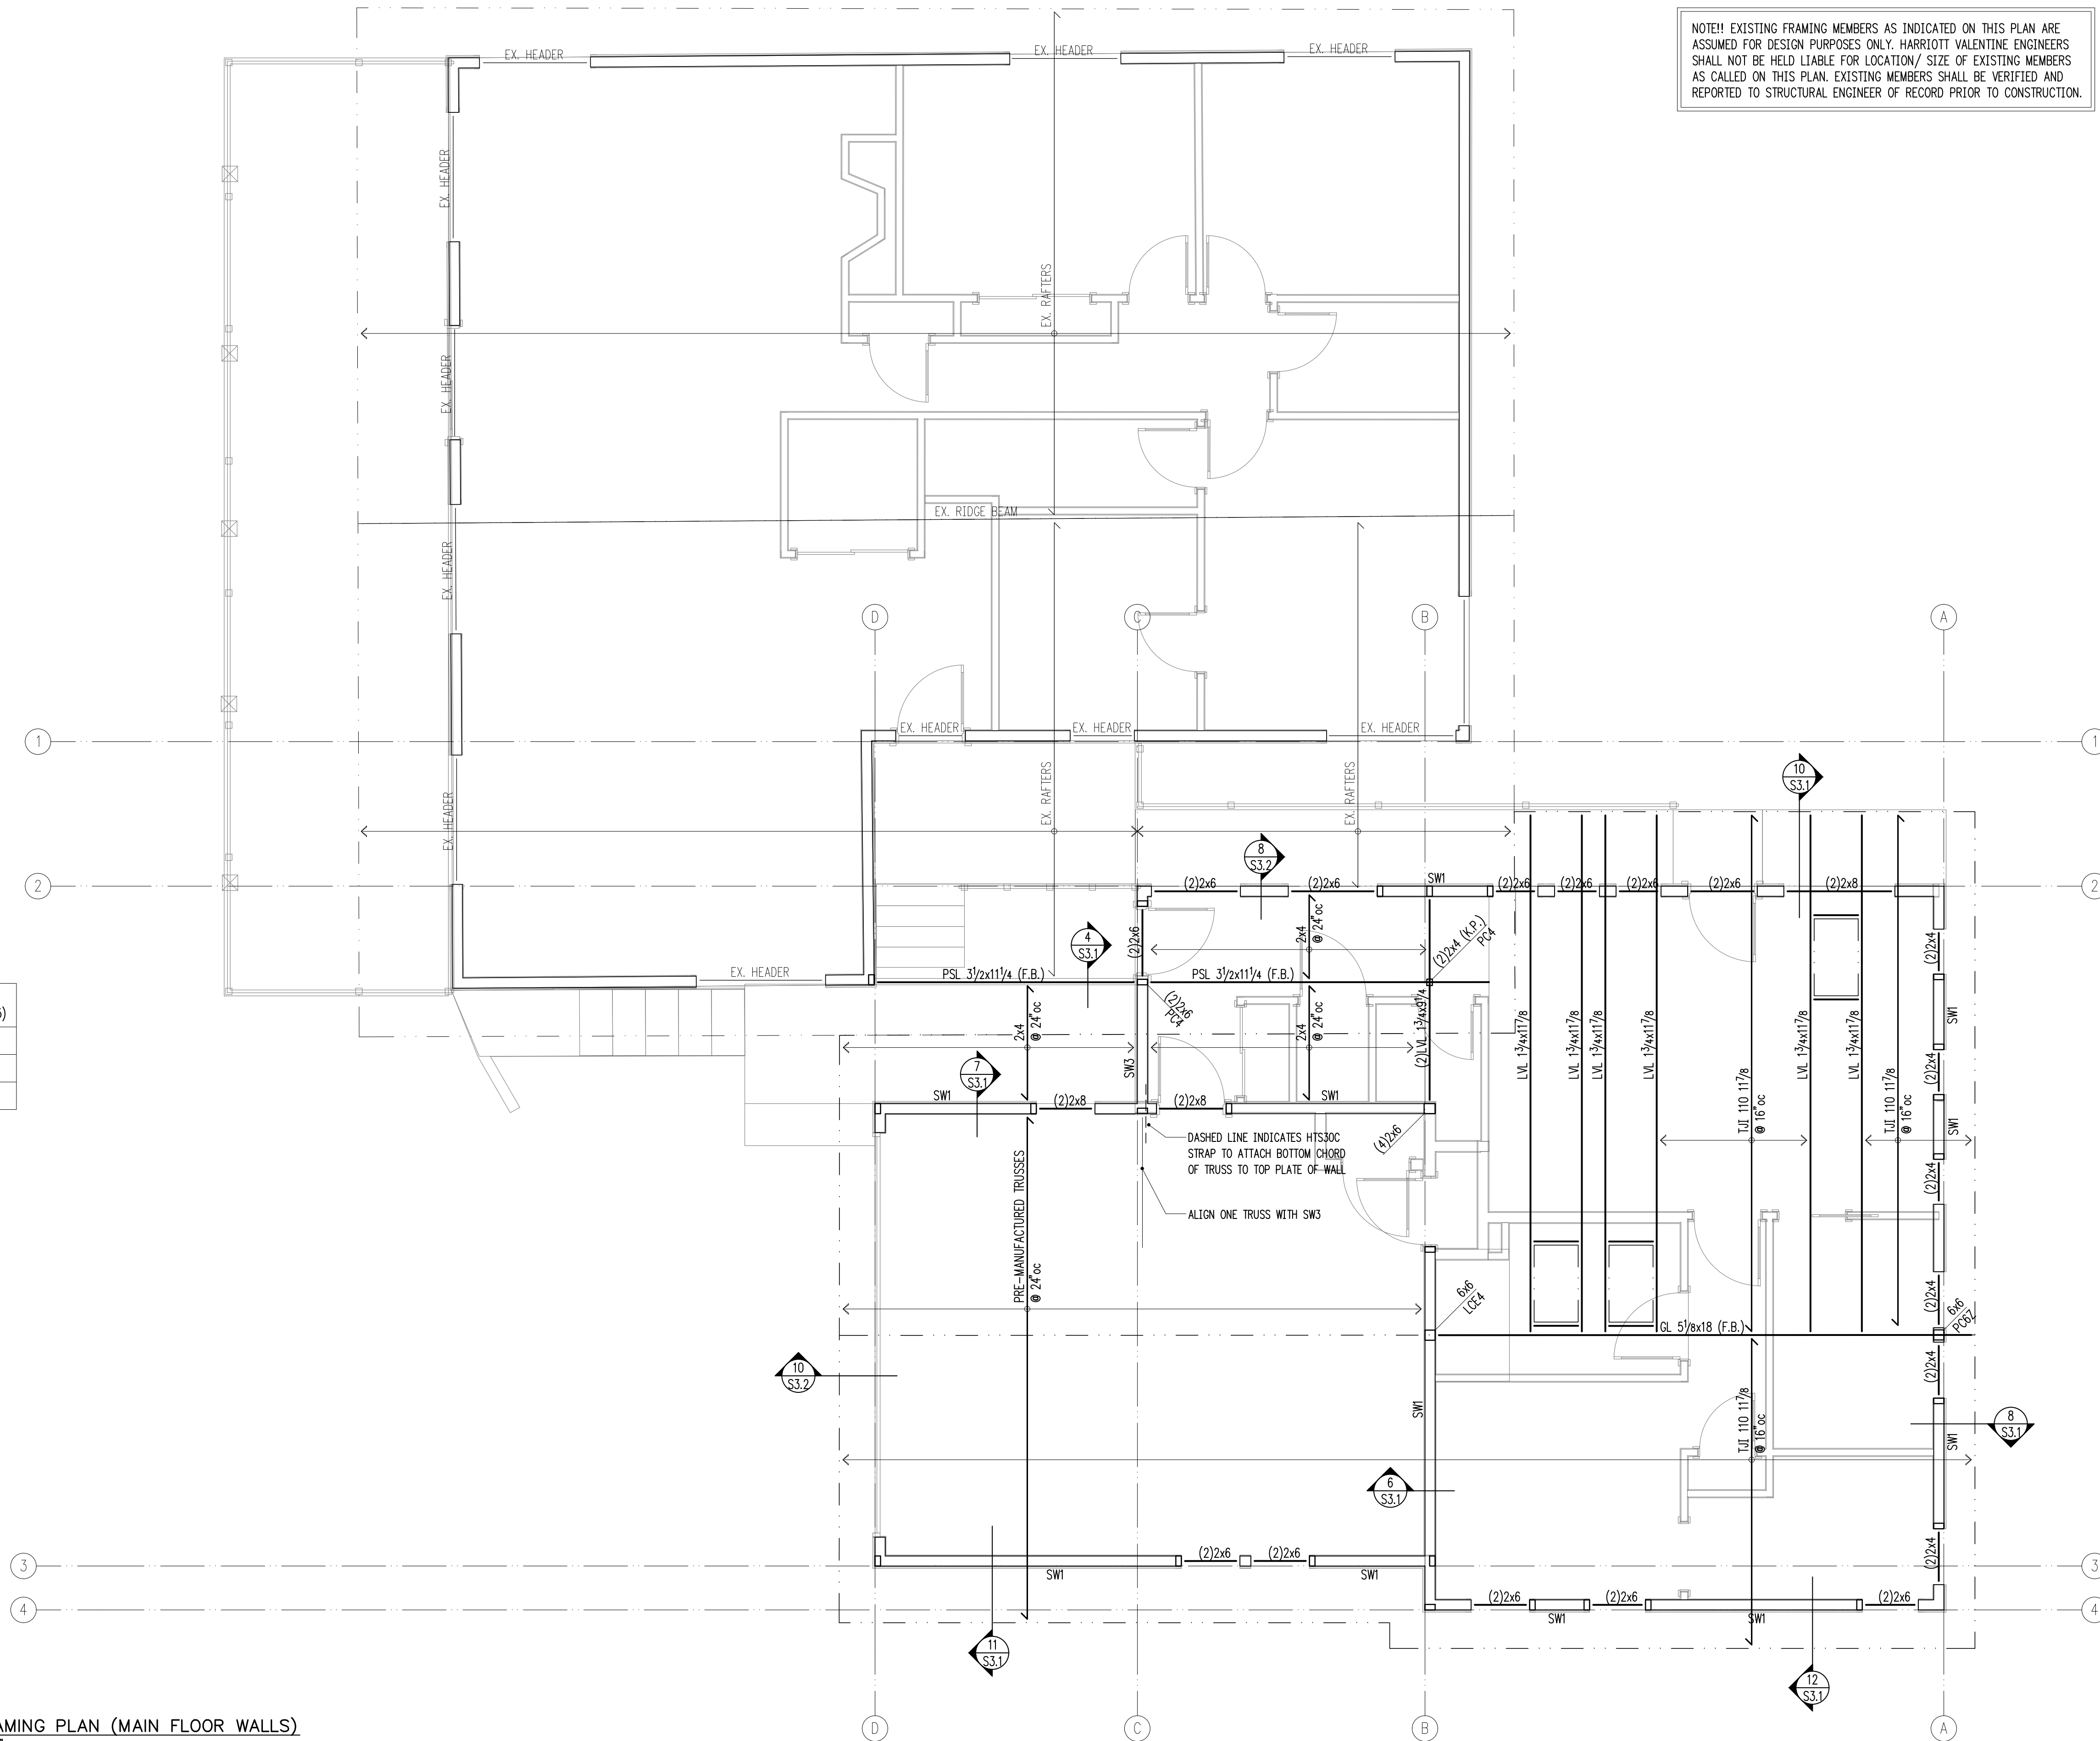 NOTE!! EXISTING FRAMING MEMBERS AS INDICATED ON THIS PLAN ARE
ASSUMED FOR DESIGN PURPOSES ONLY. HARRIOTT VALENTINE ENGINEERS
SHALL NOT BE HELD LIABLE FOR LOCATION/ SIZE OF EXISTING MEMBERS
AS CALLED ON THIS PLAN. EXISTING MEMBERS SHALL BE VERIFIED AND
REPORTED TO STRUCTURAL ENGINEER OF RECORD PRIOR TO CONSTRUCTION.
EX. HEADER
EX. HEADER
EX. HEADER
EX. HEADER
EX. RAFTERS
EX. HEADER
EX. RIDGE BEAM
EX. HEADER
D
C
B
A
EX. HEADER
EX. HEADER
EX. HEADER
1
1
EX. RAFTERS
EX. RAFTERS
EX. HEADER
10
S3.1
8
S3.2
2
2
(2)2x6
(2)2x6
SW1
(2)2x6
(2)2x6
(2)2x6
(2)2x6
(2)2x8
4
S3.1
(2)2x6
2x4
@ 24"oc
(2)2x4 (K.P.)
PC4
(2)2x4
EX. HEADER
PSL 3½x11¼ (F.B.)
PSL 3½x11¼ (F.B.)
(2)2x6
PC4
2x4
@ 24"oc
2x4
@ 24"oc
(2)LVL 1¾x9¼
LVL 1¾x11⅞
LVL 1¾x11⅞
LVL 1¾x11⅞
LVL 1¾x11⅞
LVL 1¾x11⅞
LVL 1¾x11⅞
SW1
SW3
7
S3.1
(2)2x4
SW1
(2)2x8
(2)2x8
SW1
TJI 110 11⅞
@ 16"oc
TJI 110 11⅞
@ 16"oc
SW1
DASHED LINE INDICATES HTS30C
STRAP TO ATTACH BOTTOM CHORD
OF TRUSS TO TOP PLATE OF WALL
(4)2x6
(2)2x4
ALIGN ONE TRUSS WITH SW3
PRE-MANUFACTURED TRUSSES
@ 24"oc
6x6
LCE4
(2)2x4
6x6
PC6Z
GL 5⅛x18 (F.B.)
10
S3.2
(2)2x4
SW1
TJI 110 11⅞
@ 16"oc
8
S3.1
SW1
6
S3.1
(2)2x6
(2)2x6
(2)2x4
3
3
SW1
SW1
(2)2x6
(2)2x6
(2)2x6
4
4
SW1
SW1
11
S3.1
12
S3.1
AMING PLAN (MAIN FLOOR WALLS)
D
C
B
A